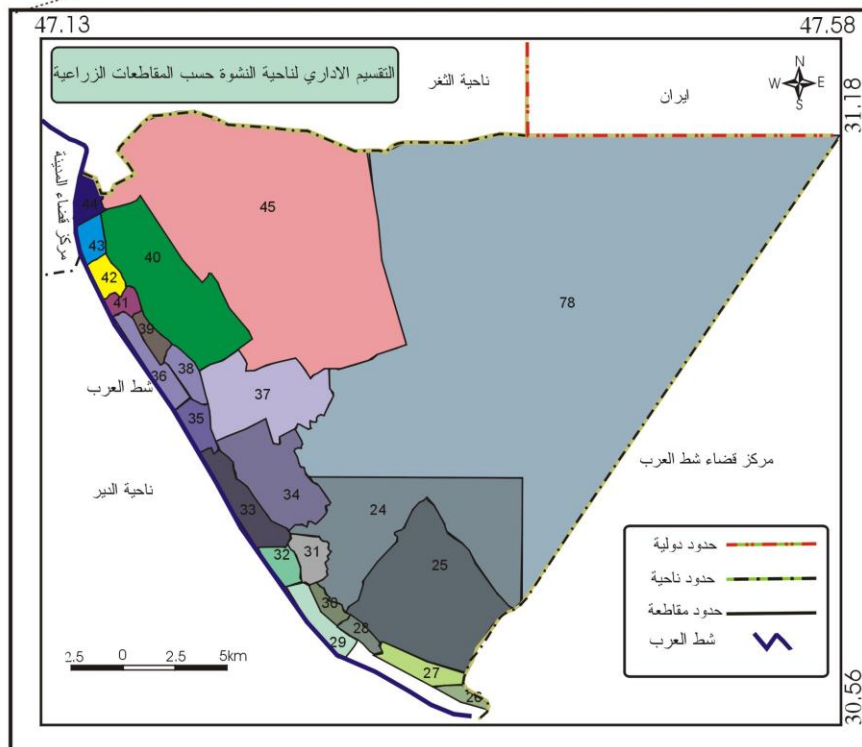 47.13
47.58
التقسيم الاداري لناحية النشوة حسب المقاطعات الزراعية
ناحية الثغر
ايران
N
W
E
S
31.18
مركز قضاء المدينة
44
45
43
40
42
78
41
39
36
38
شط العرب
37
35
مركز قضاء شط العرب
ناحية الدير
34
33
24
حدود دولية
32
31
25
حدود ناحية
30
حدود مقاطعة
28
29
شط العرب
27
26
2.5 0 2.5 5km
30.56